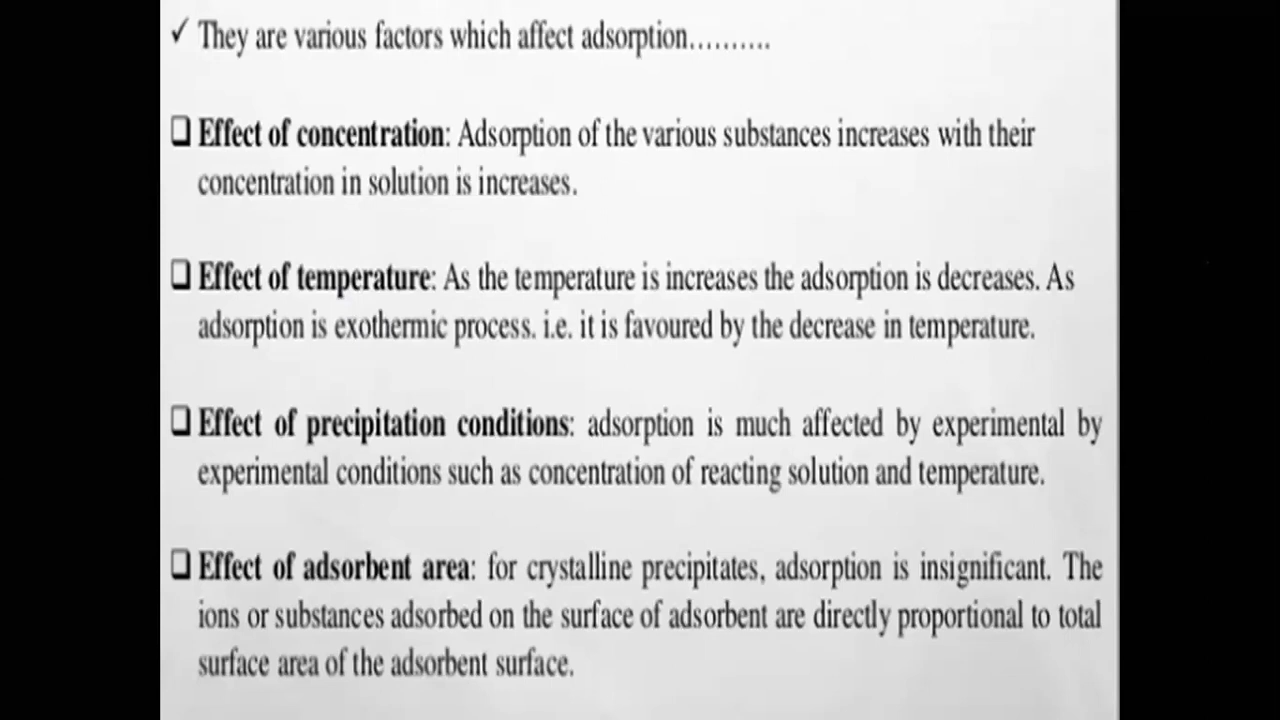 ✓ They are various factors which affect adsorption..........
❑ Effect of concentration: Adsorption of the various substances increases with their
concentration in solution is increases.
❑ Effect of temperature: As the temperature is increases the adsorption is decreases. As
adsorption is exothermic process. i.e. it is favoured by the decrease in temperature.
❑ Effect of precipitation conditions: adsorption is much affected by experimental by
experimental conditions such as concentration of reacting solution and temperature.
❑ Effect of adsorbent area: for crystalline precipitates, adsorption is insignificant. The
ions or substances adsorbed on the surface of adsorbent are directly proportional to total
surface area of the adsorbent surface.